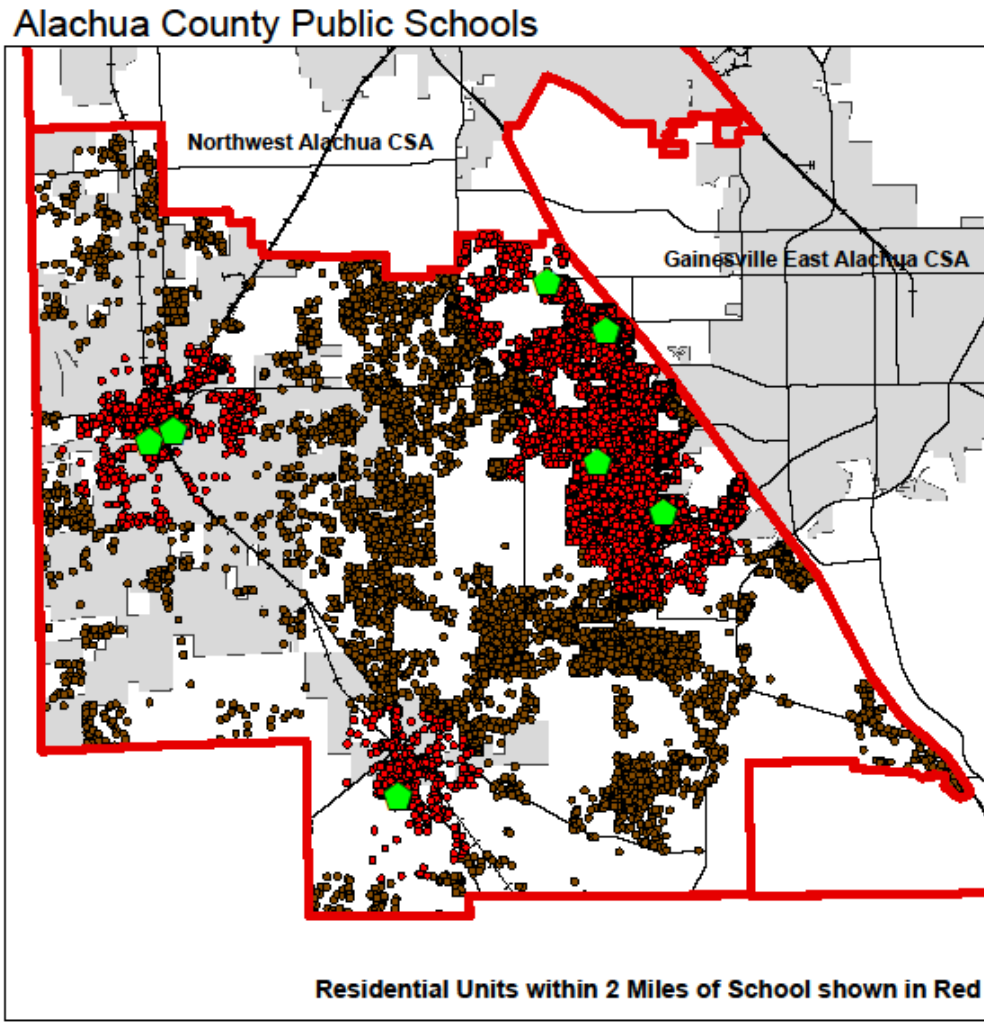 Alachua County Public Schools
Northwest Alachua CSA
Gainesville East Alachua CSA
Residential Units within 2 Miles of School shown in Red